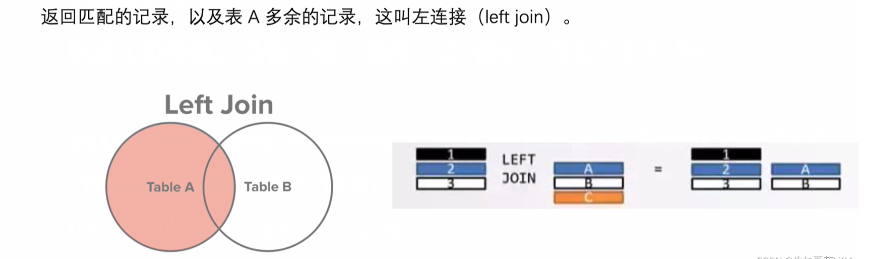 返回匹配的记录，以及表 A 多余的记录，这叫左连接（left join）。
Left Join
Table A
Table B
1
2
3
LEFT
JOIN
A
B
C
=
1
2
3
A
B